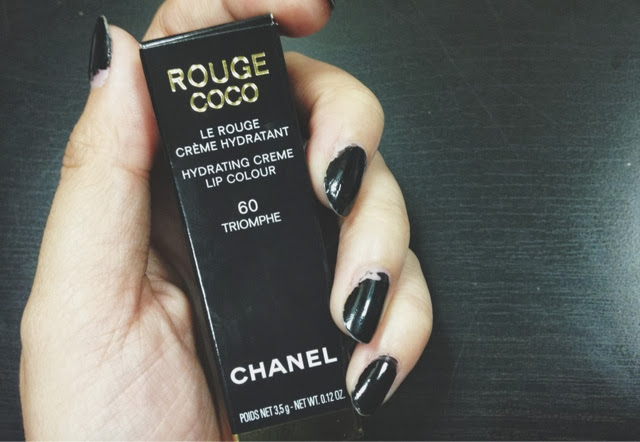 ROUGE
COCO
LE ROUGE
CRÈME HYDRATANT
HYDRATING CREME
LIP COLOUR
60
TRIOMPHE
CHANEL
POIDS NET 3,5 g - NET WT. 0.12 OZ.